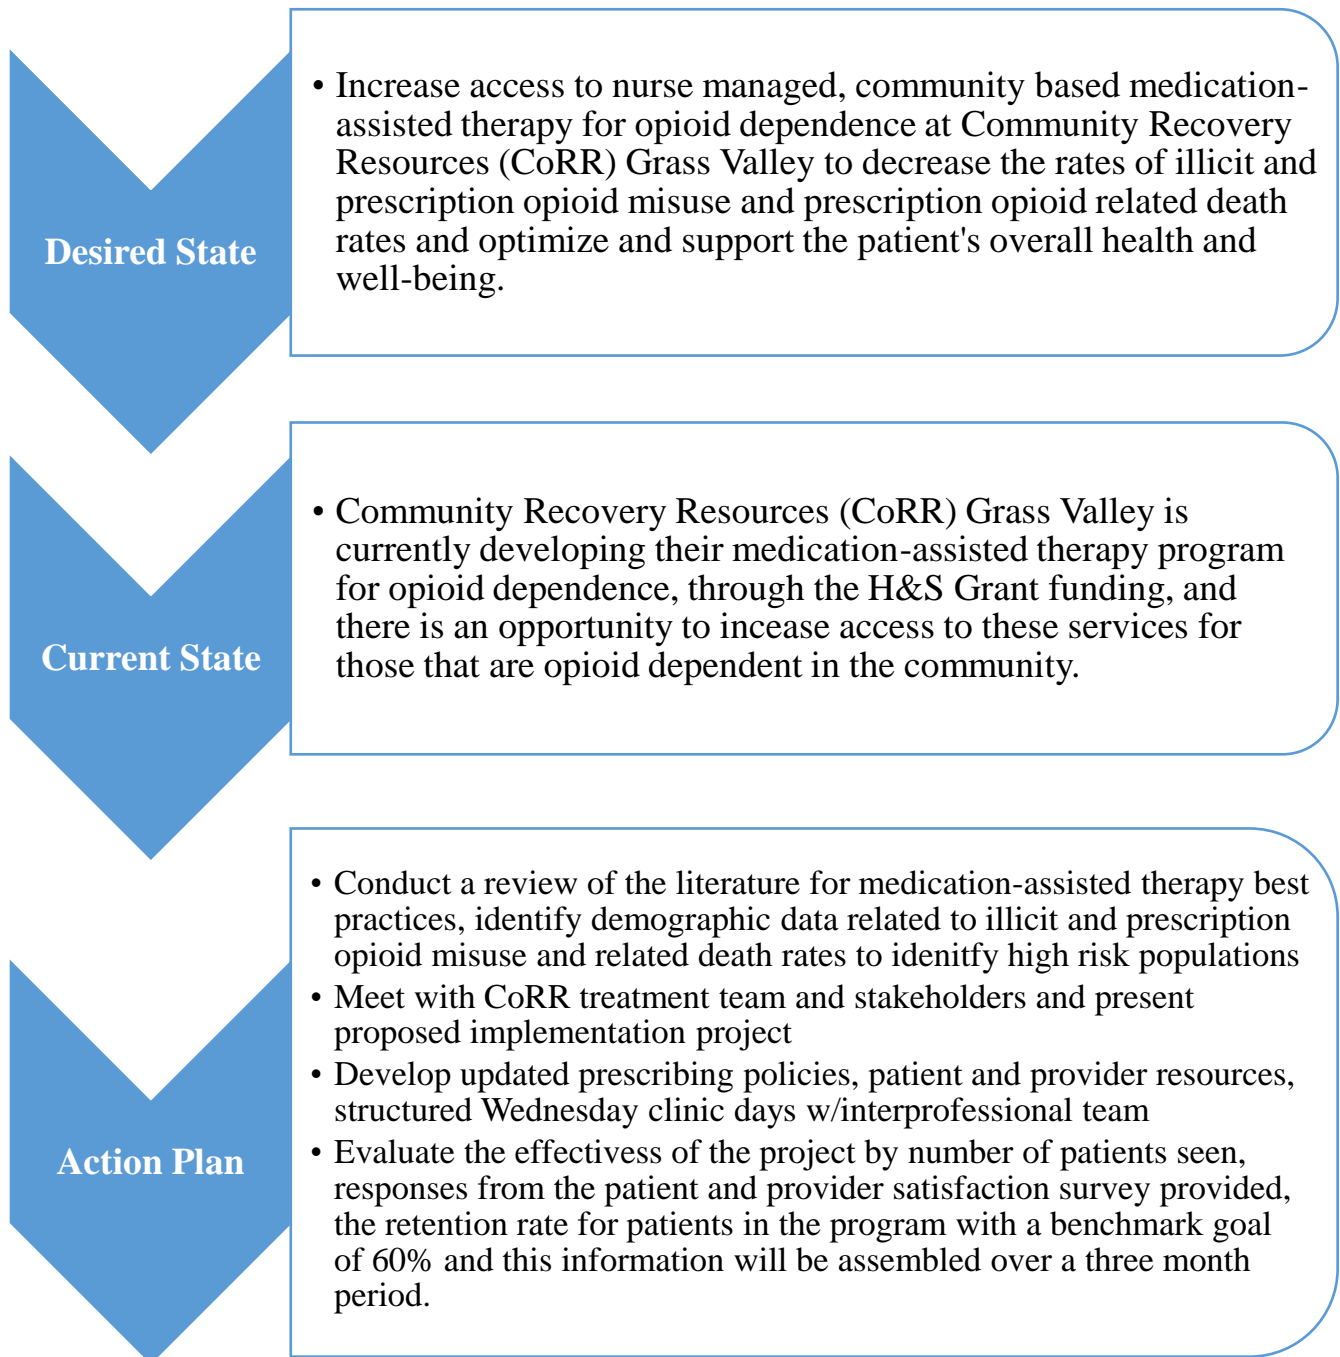 Desired State
• Increase access to nurse managed, community based medication-
assisted therapy for opioid dependence at Community Recovery
Resources (CoRR) Grass Valley to decrease the rates of illicit and
prescription opioid misuse and prescription opioid related death
rates and optimize and support the patient's overall health and
well-being.
Current State
• Community Recovery Resources (CoRR) Grass Valley is
currently developing their medication-assisted therapy program
for opioid dependence, through the H&S Grant funding, and
there is an opportunity to incease access to these services for
those that are opioid dependent in the community.
Action Plan
• Conduct a review of the literature for medication-assisted therapy best
practices, identify demographic data related to illicit and prescription
opioid misuse and related death rates to idenitfy high risk populations
• Meet with CoRR treatment team and stakeholders and present
proposed implementation project
• Develop updated prescribing policies, patient and provider resources,
structured Wednesday clinic days w/interprofessional team
• Evaluate the effectivess of the project by number of patients seen,
responses from the patient and provider satisfaction survey provided,
the retention rate for patients in the program with a benchmark goal
of 60% and this information will be assembled over a three month
period.